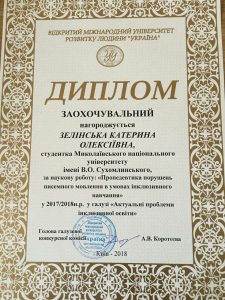 ВІДКРИТИЙ МІЖНАРОДНИЙ УНІВЕРСИТЕТ
РОЗВИТКУ ЛЮДИНИ "УКРАЇНА"
ДИПЛОМ
ЗАОХОЧУВАЛЬНИЙ
нагороджується
ЗЕЛІНСЬКА КАТЕРИНА
ОЛЕКСІЇВНА,
студентка Миколаївського національного
університету
імені В.О. Сухомлинського,
за наукову роботу: «Пропедевтика порушень
писемного мовлення в умовах інклюзивного
навчання»
у 2017/2018н.р. у галузі «Актуальні проблеми
інклюзивної освіти»
Голова галузевої
конкурсної комісії
А.В. Коротєєва
Київ - 2018